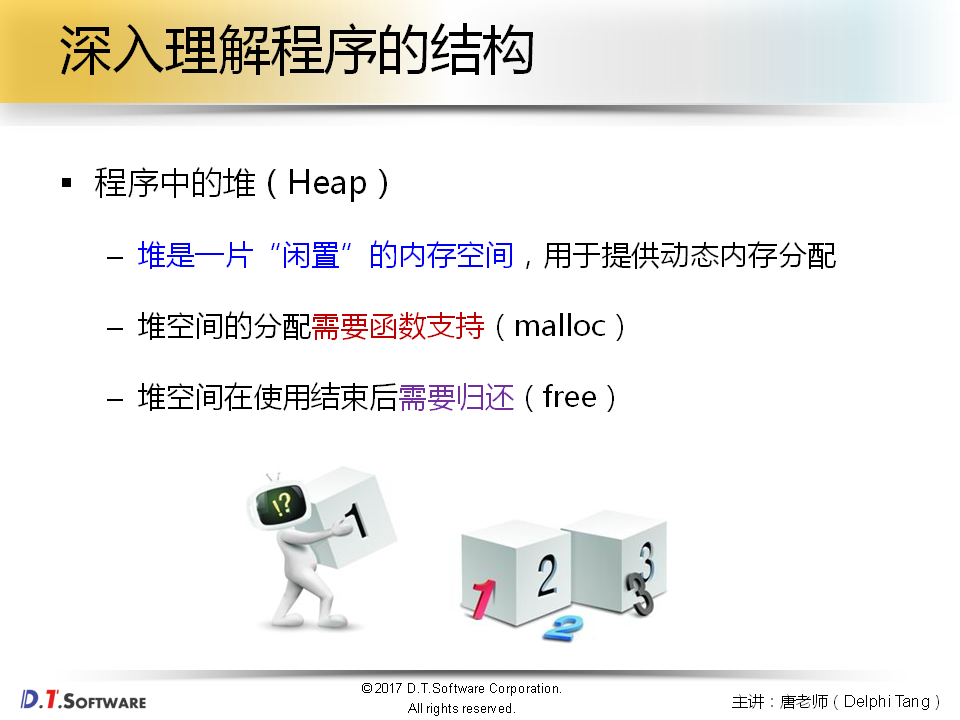 深入理解程序的结构
▪ 程序中的堆（Heap）
– 堆是一片“闲置”的内存空间，用于提供动态内存分配
– 堆空间的分配需要函数支持（malloc）
– 堆空间在使用结束后需要归还（free）
!?
1
2
3
1
2
3
D.T.SOFTWARE
©2017 D.T.Software Corporation.
All rights reserved.
主讲：唐老师（Delphi Tang）